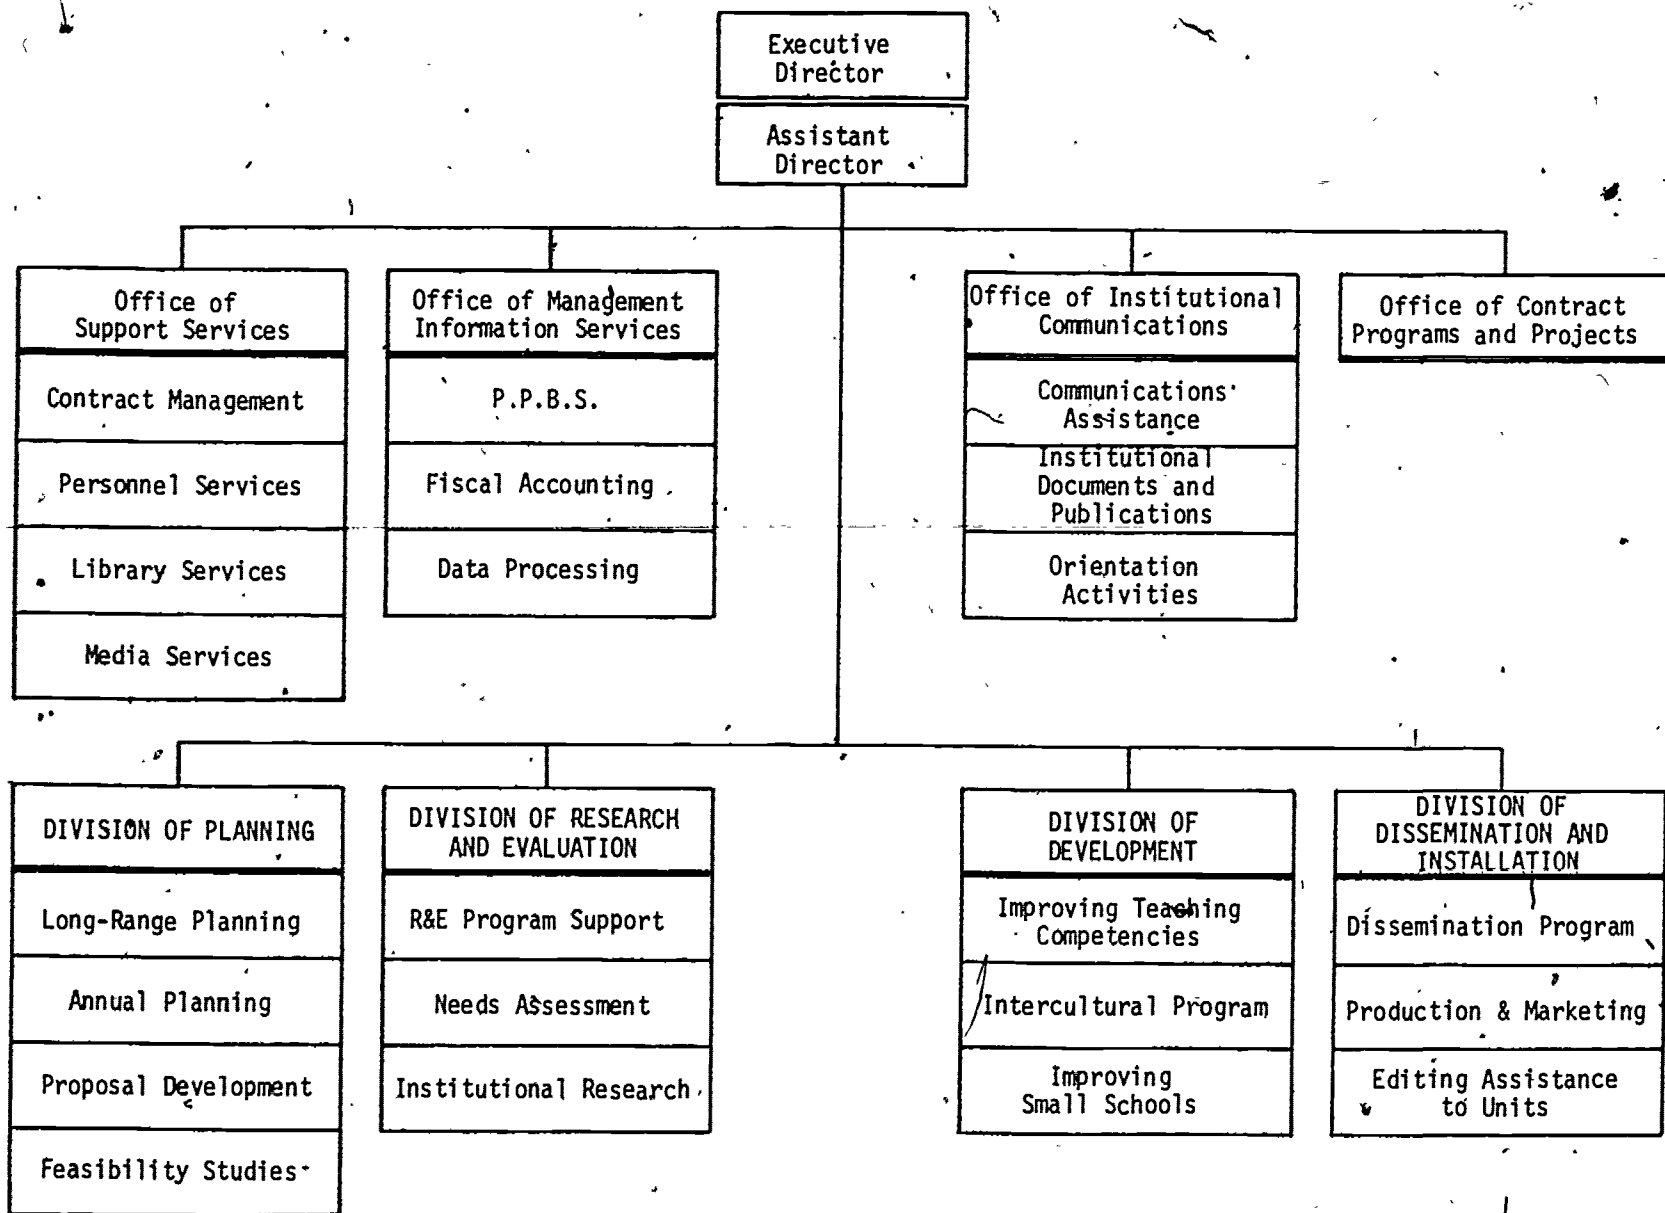 Executive
Director
Assistant
Director
Office of
Support Services
Contract Management
Personnel Services
Library Services
Media Services
Office of Management
Information Services
P.P.B.S.
Fiscal Accounting
Data Processing
Office of Institutional
Communications
Communications
Assistance
Institutional
Documents and
Publications
Orientation
Activities
Office of Contract
Programs and Projects
DIVISION OF PLANNING
Long-Range Planning
Annual Planning
Proposal Development
Feasibility Studies
DIVISION OF RESEARCH
AND EVALUATION
R&E Program Support
Needs Assessment
Institutional Research
DIVISION OF
DEVELOPMENT
Improving Teaching
Competencies
Intercultural Program
Improving
Small Schools
DIVISION OF
DISSEMINATION AND
INSTALLATION
Dissemination Program
Production & Marketing
Editing Assistance
to Units